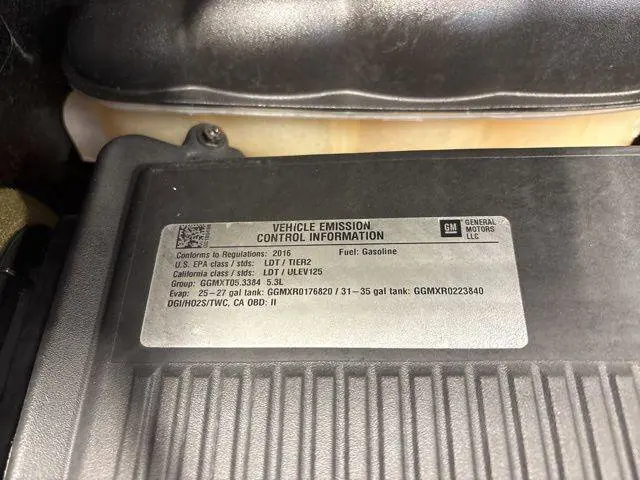 VEHICLE EMISSION
CONTROL INFORMATION
GM GENERAL MOTORS LLC
Conforms to Regulations: 2016 Fuel: Gasoline
U.S. EPA class / stds: LDT / TIER2
California class / stds: LDT / ULEV125
Group: GGMXT05.3384 5.3L
Evap: 25-27 gal tank: GGMXR0176820 / 31-35 gal tank: GGMXR0223840
DGI/HO2S/TWC, CA OBD: II